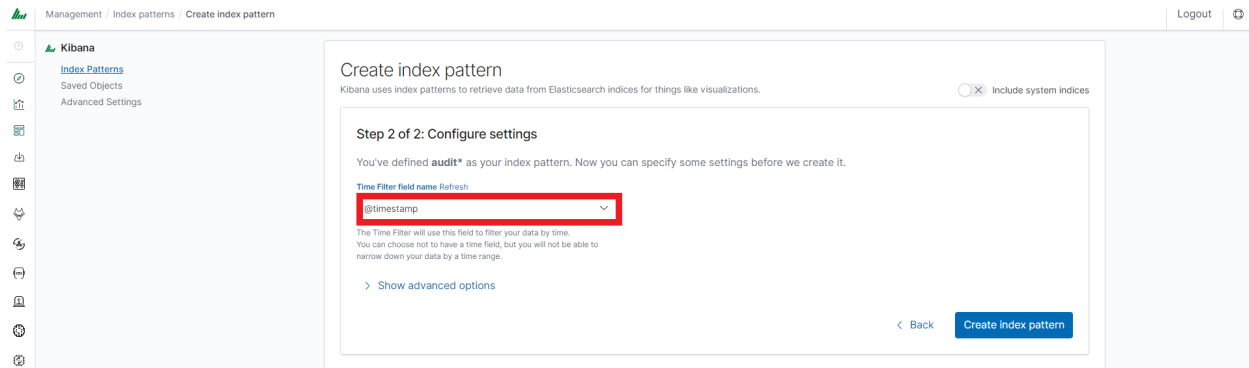 Management / Index patterns / Create index pattern
Logout
Kibana
Index Patterns
Saved Objects
Advanced Settings
Create index pattern
Kibana uses index patterns to retrieve data from Elasticsearch indices for things like visualizations.
Include system indices
Step 2 of 2: Configure settings
You've defined audit* as your index pattern. Now you can specify some settings before we create it.
Time Filter field name Refresh
@timestamp
The Time Filter will use this field to filter your data by time.
You can choose not to have a time field, but you will not be able to
narrow down your data by a time range.
Show advanced options
Back
Create index pattern